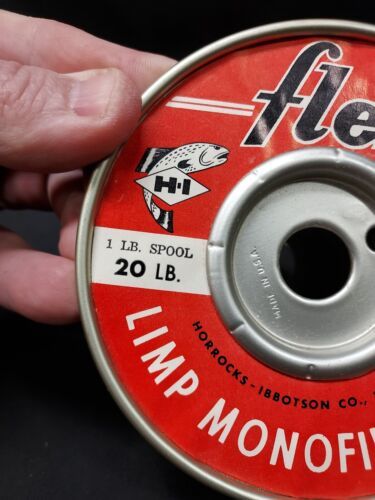 fle
H-I
1 LB. SPOOL
20 LB.
MADE IN U.S.A.
HORROCKS - IBBOTSON CO.,
LIMP MONOFI